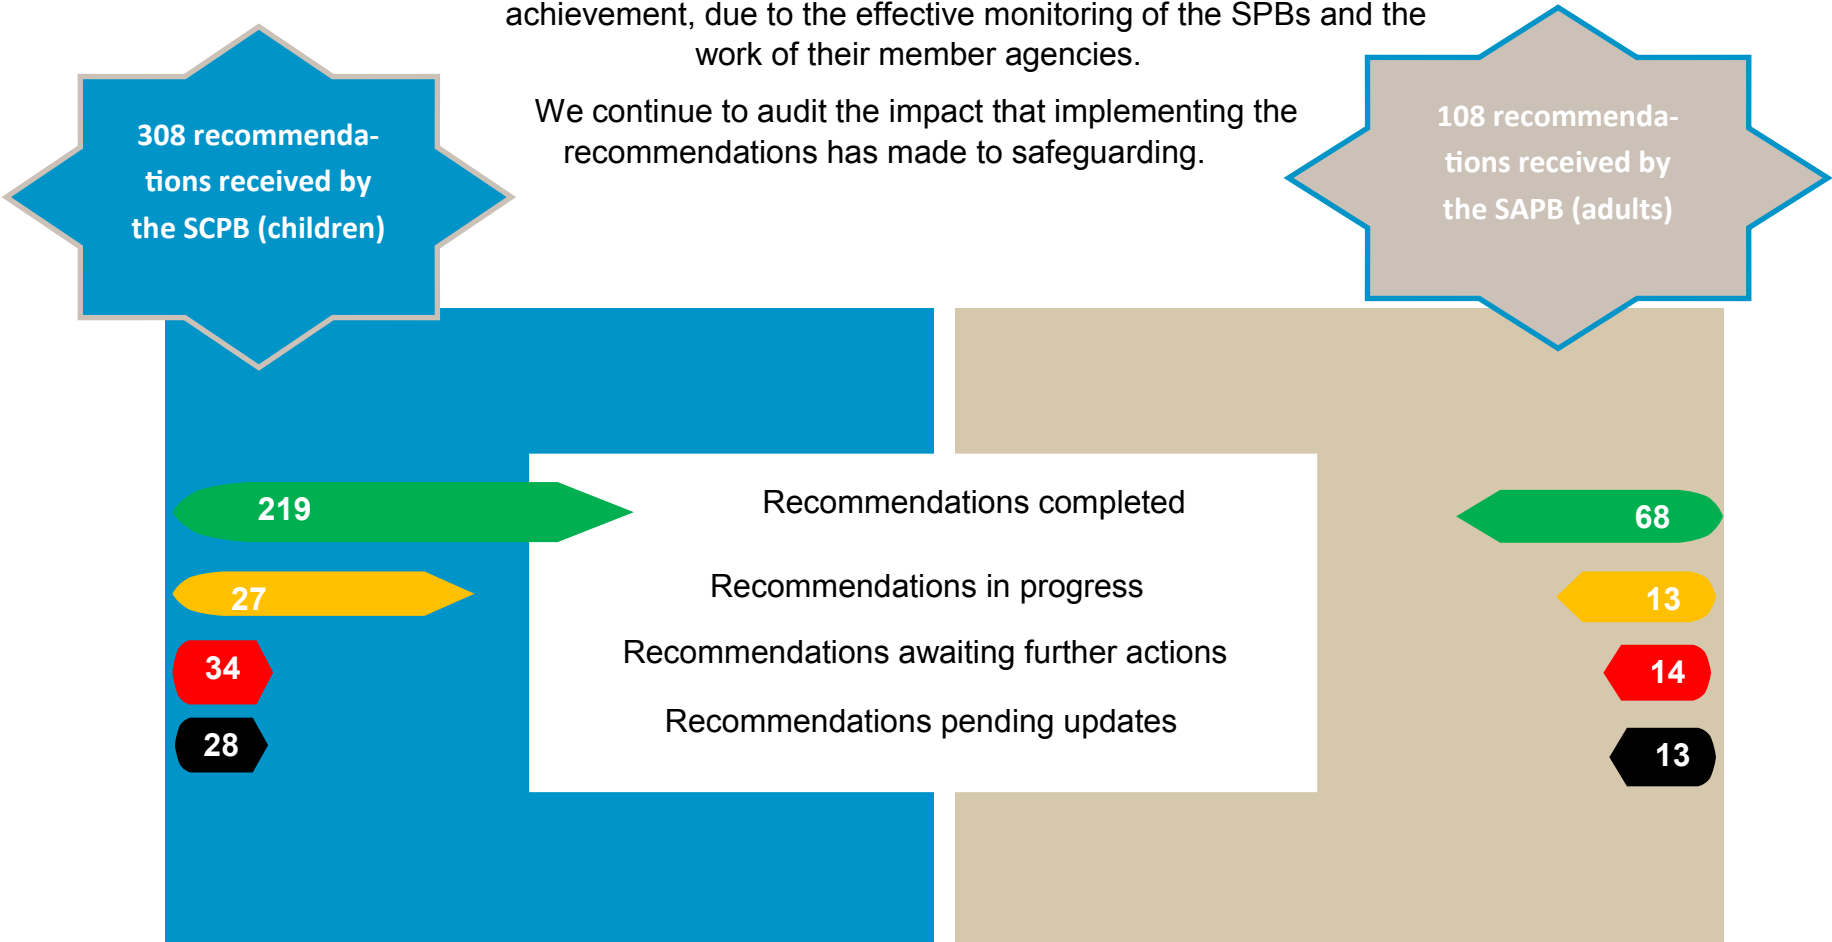 achievement, due to the effective monitoring of the SPBs and the
work of their member agencies.
We continue to audit the impact that implementing the
recommendations has made to safeguarding.
308 recommenda-
tions received by
the SCPB (children)
108 recommenda-
tions received by
the SAPB (adults)
219
Recommendations completed
68
27
Recommendations in progress
13
34
Recommendations awaiting further actions
14
28
Recommendations pending updates
13